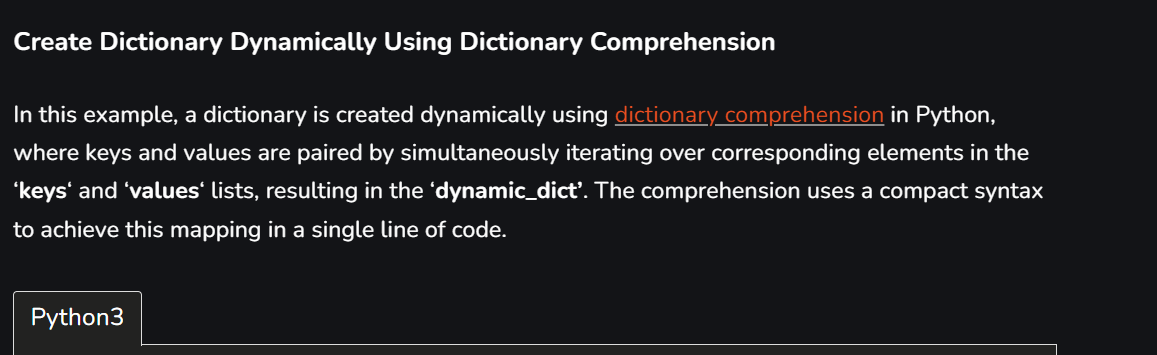 Create Dictionary Dynamically Using Dictionary Comprehension
In this example, a dictionary is created dynamically using dictionary comprehension in Python,
where keys and values are paired by simultaneously iterating over corresponding elements in the
‘keys‘ and ‘values‘ lists, resulting in the ‘dynamic_dict’. The comprehension uses a compact syntax
to achieve this mapping in a single line of code.
Python3